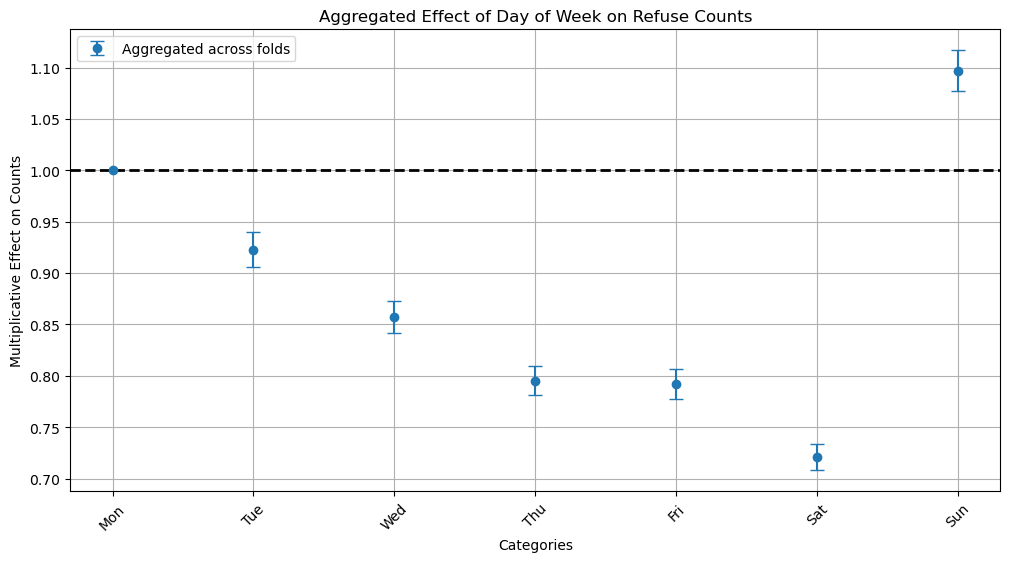 Aggregated Effect of Day of Week on Refuse Counts
Aggregated across folds
Multiplicative Effect on Counts
1.10
1.05
1.00
0.95
0.90
0.85
0.80
0.75
0.70
Mon
Tue
Wed
Thu
Fri
Sat
Sun
Categories